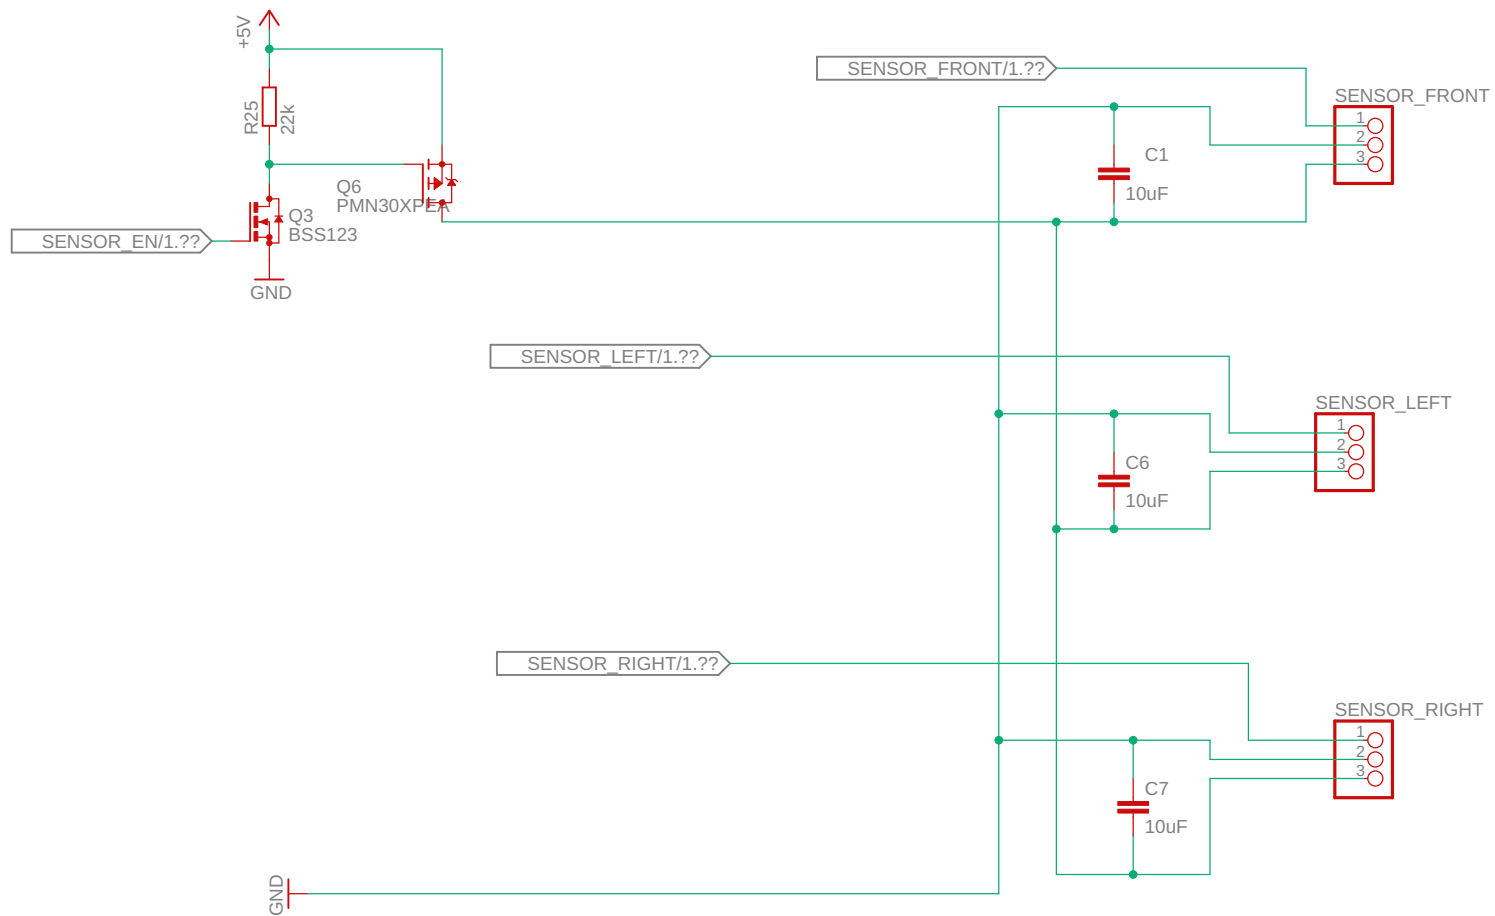 +5V
SENSOR_FRONT/1.??
SENSOR_FRONT
R25
22k
1
2
3
C1
10uF
Q6
PMN30XPEA
Q3
BSS123
SENSOR_EN/1.??
GND
SENSOR_LEFT/1.??
SENSOR_LEFT
1
2
3
C6
10uF
SENSOR_RIGHT/1.??
SENSOR_RIGHT
1
2
3
C7
10uF
GND